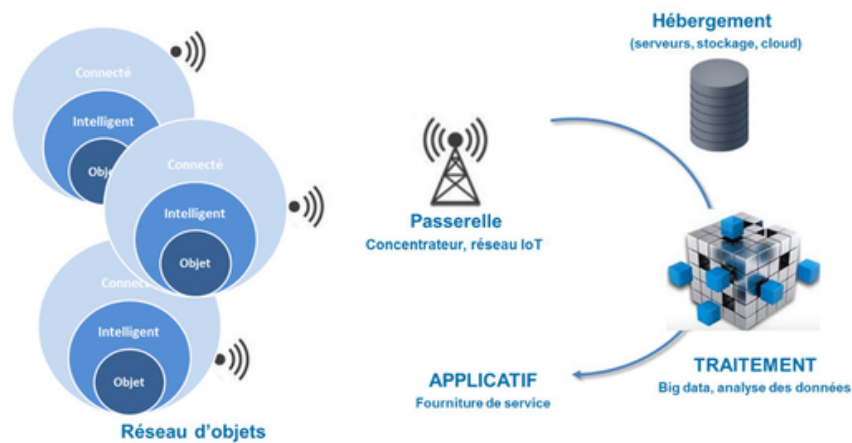 Connecté
Intelligent
Objet
Connecté
Intelligent
Objet
Connecté
Intelligent
Objet
Réseau d'objets
Passerelle
Concentrateur, réseau IoT
Hébergement
(serveurs, stockage, cloud)
TRAITEMENT
Big data, analyse des données
APPLICATIF
Fourniture de service